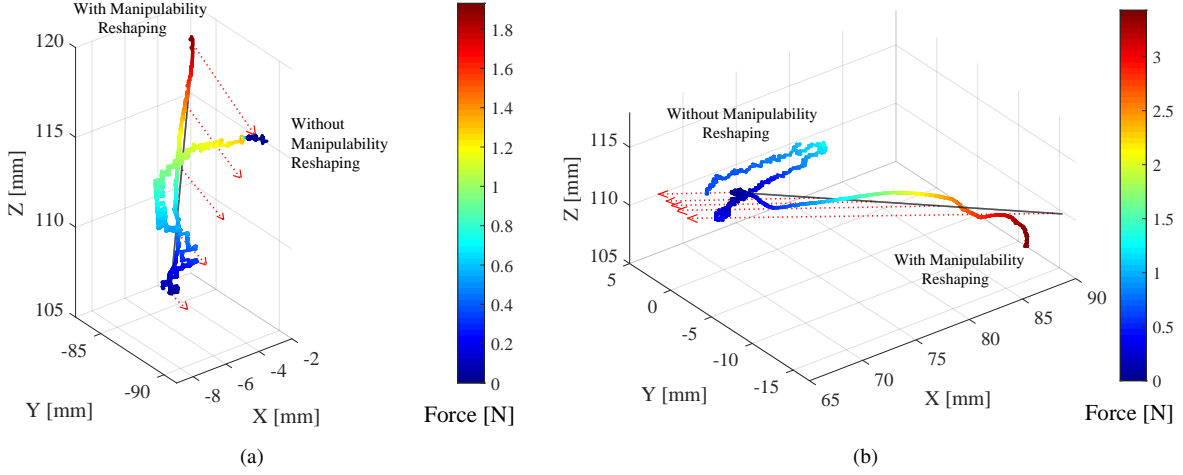 With Manipulability
Reshaping
Without
Manipulability
Reshaping
120
115
110
105
Z [mm]
-85
-90
Y [mm]
-8
-6
-4
-2
X [mm]
1.8
1.6
1.4
1.2
1
0.8
0.6
0.4
0.2
0
Force [N]
(a)
Without Manipulability
Reshaping
With Manipulability
Reshaping
115
110
105
Z [mm]
5
0
-5
-10
-15
Y [mm]
65
70
75
80
85
90
X [mm]
3
2.5
2
1.5
1
0.5
0
Force [N]
(b)